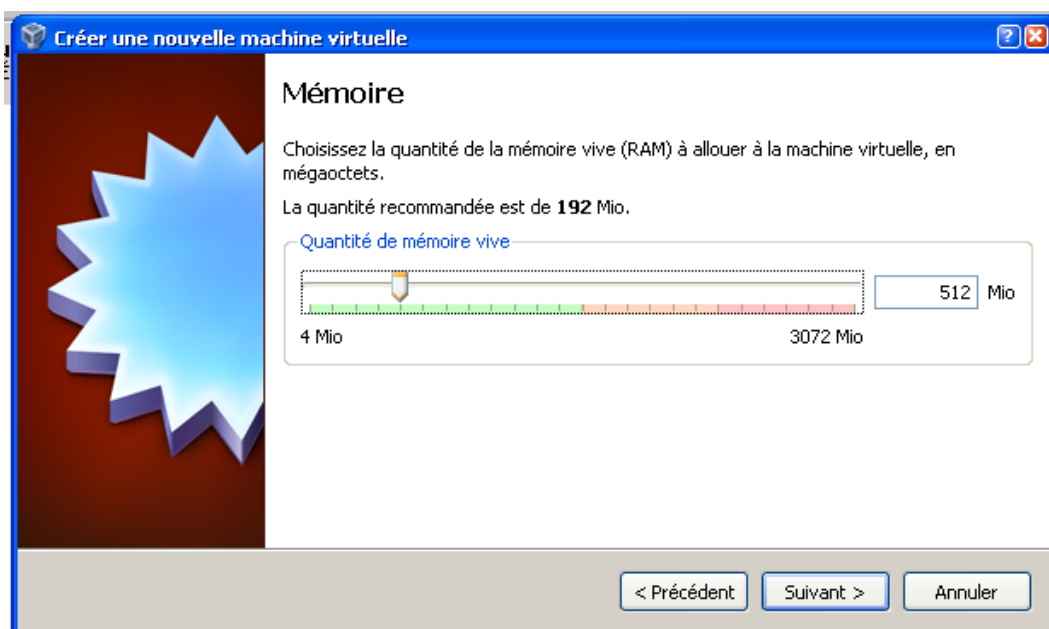 Créer une nouvelle machine virtuelle
Mémoire
Choisissez la quantité de la mémoire vive (RAM) à allouer à la machine virtuelle, en
mégaoctets.
La quantité recommandée est de 192 Mio.
Quantité de mémoire vive
512 Mio
4 Mio 3072 Mio
< Précédent Suivant > Annuler